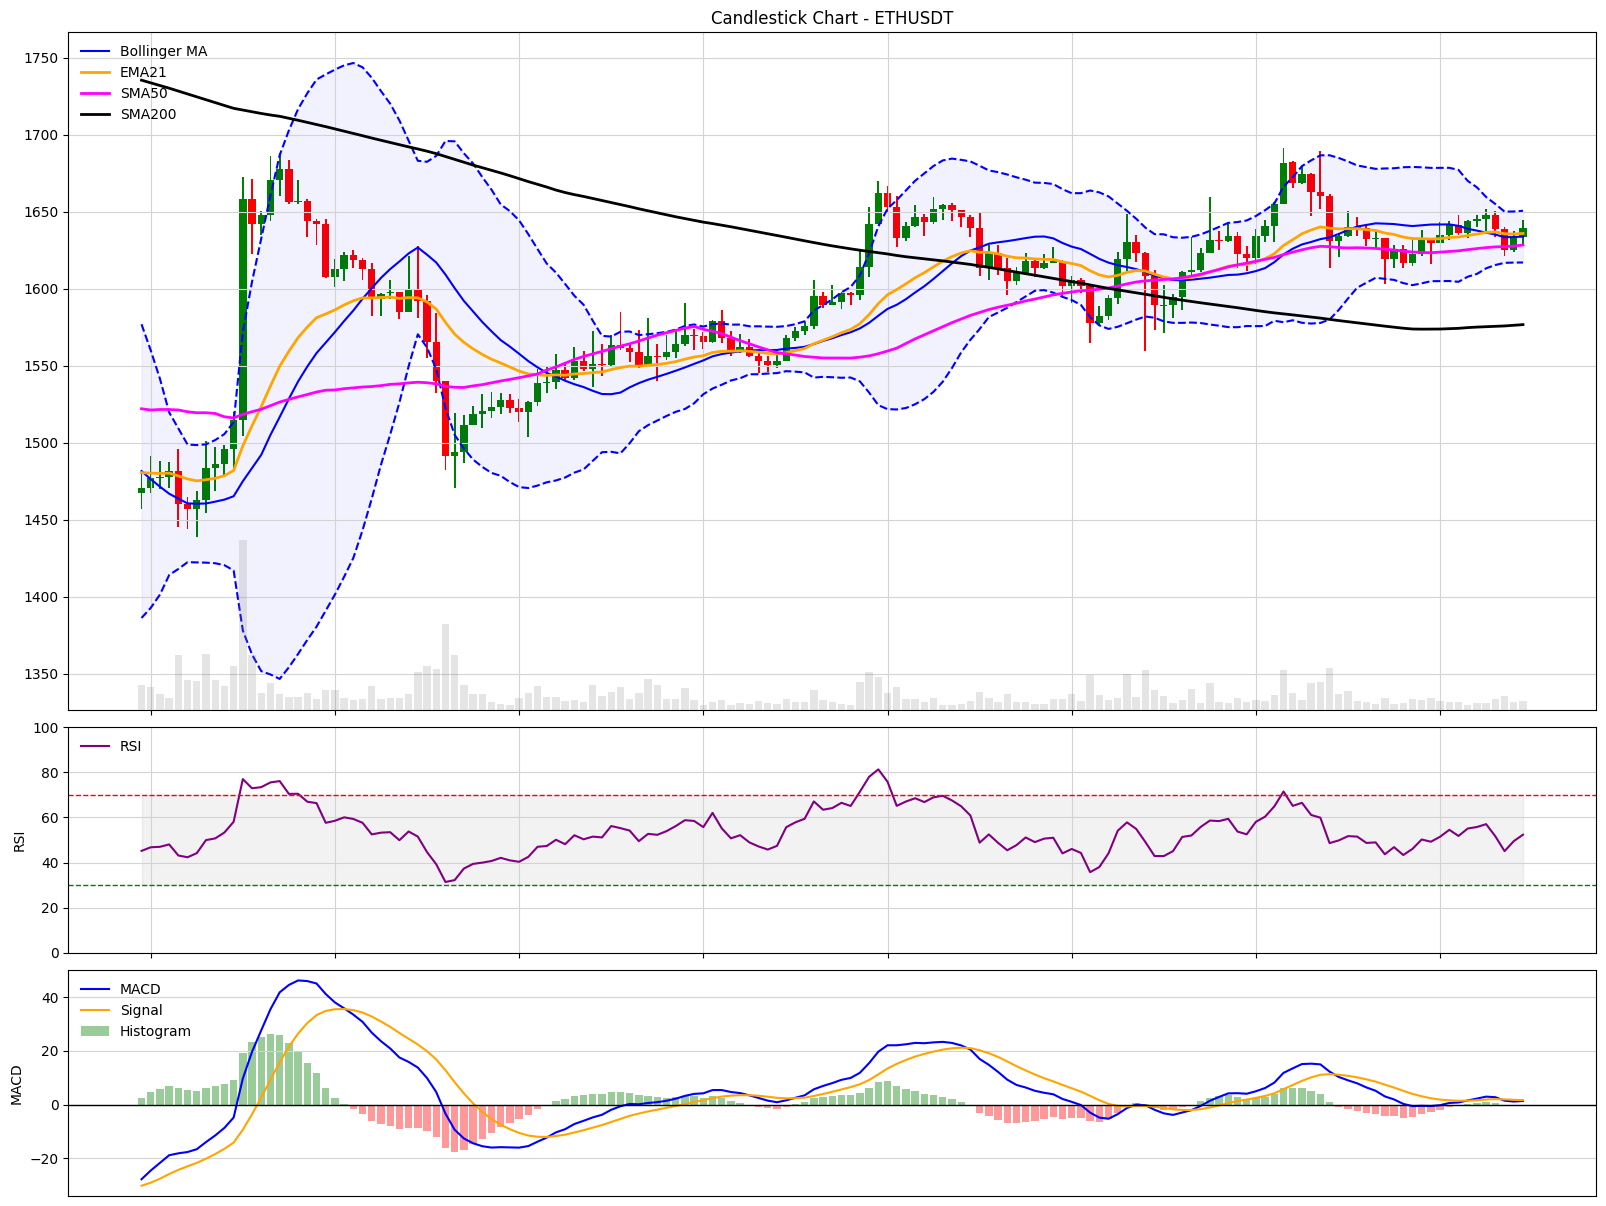 Candlestick Chart - ETHUSDT
Bollinger MA
EMA21
SMA50
SMA200
1750
1700
1650
1600
1550
1500
1450
1400
1350
RSI
100
80
60
40
20
0
RSI
MACD
Signal
Histogram
40
20
0
−20
MACD